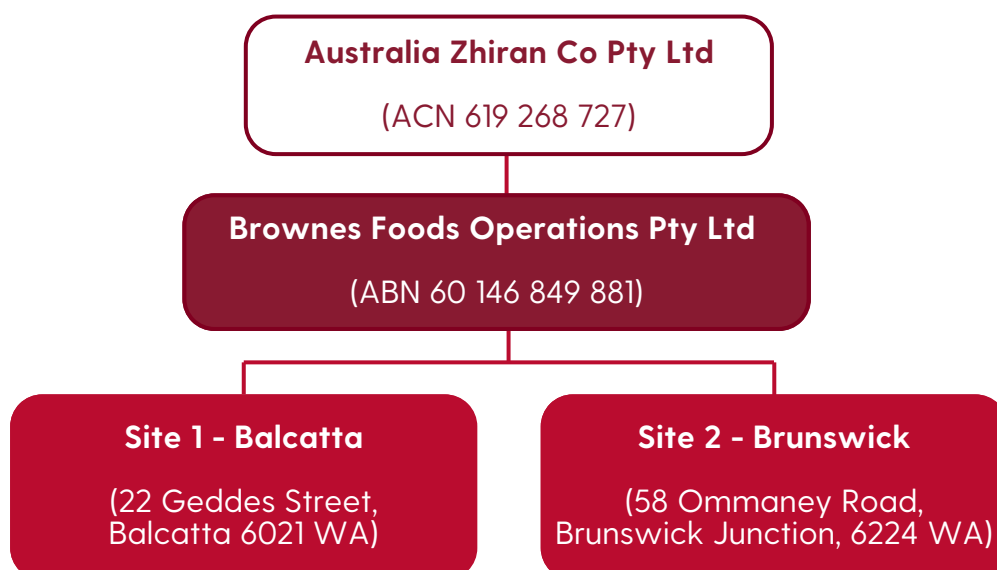 Australia Zhiran Co Pty Ltd
(ACN 619 268 727)
Brownes Foods Operations Pty Ltd
(ABN 60 146 849 881)
Site 1 - Balcatta
(22 Geddes Street,
Balcatta 6021 WA)
Site 2 - Brunswick
(58 Ommaney Road,
Brunswick Junction, 6224 WA)